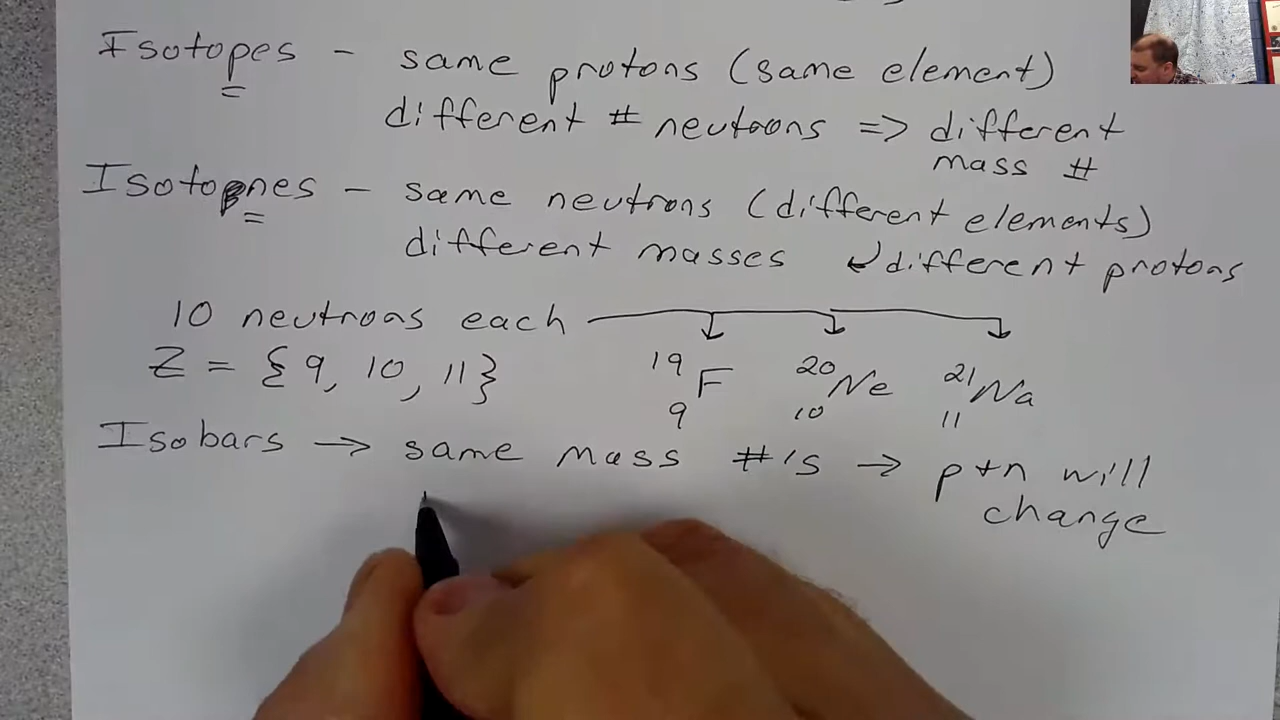 Isotopes - same protons (same element)
different # neutrons => different
mass #
Isotones - same neutrons (different elements)
different masses ↲ different protons
10 neutrons each
Z = {9, 10, 11}
19 F 9 20 Ne 10 21 Na 11
Isobars → same mass #'s → p+n will
change